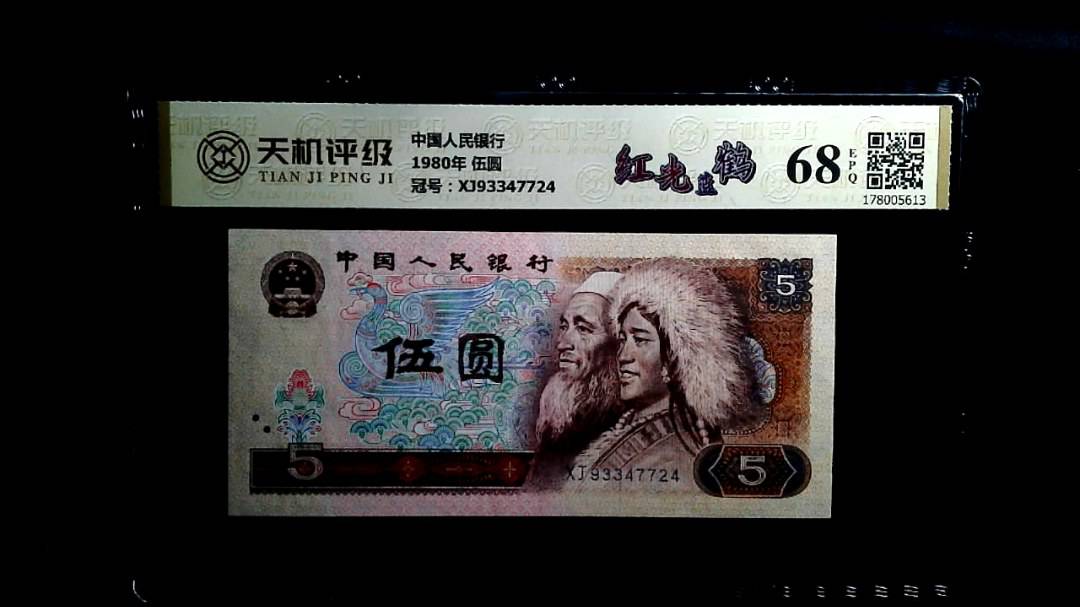 天机评级
TIAN JI PING JI
中国人民银行
1980年 伍圆
冠号：XJ93347724
红光蓝鹤
68
EPQ
178005613
中国人民银行
5
伍圆
5
XJ93347724
5